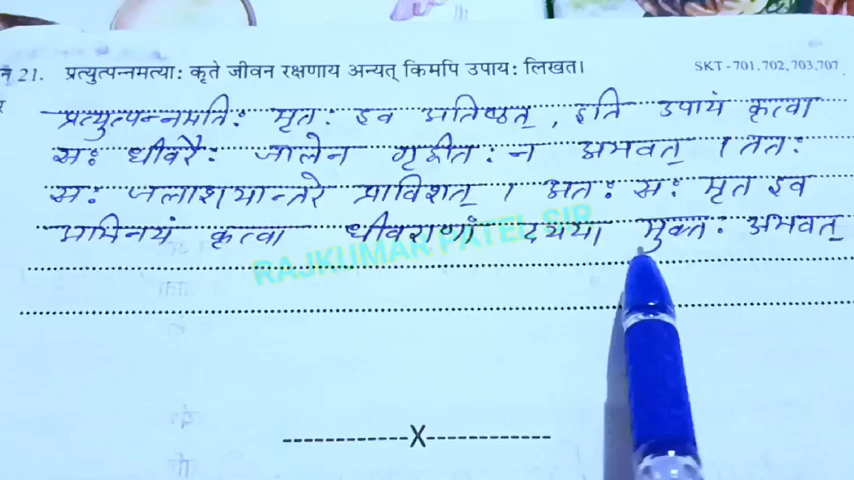 न 21. प्रत्युत्पन्नमत्याः कृते जीवन रक्षणाय अन्यत् किमपि उपायः लिखत। SKT-701,702,703,707
प्रत्युत्पन्नमतिः मृतः इव अतिष्ठत्, इति उपायं कृत्वा
सः धीवरैः जालेन गृहीतः न अभवत् । ततः
सः जलाशयान्तरे प्राविशत् । अतः सः मृत इव
अभिनयं कृत्वा धीवराणां दयया मुक्तः अभवत्
RAJKUMAR PATEL SIR
------------X------------